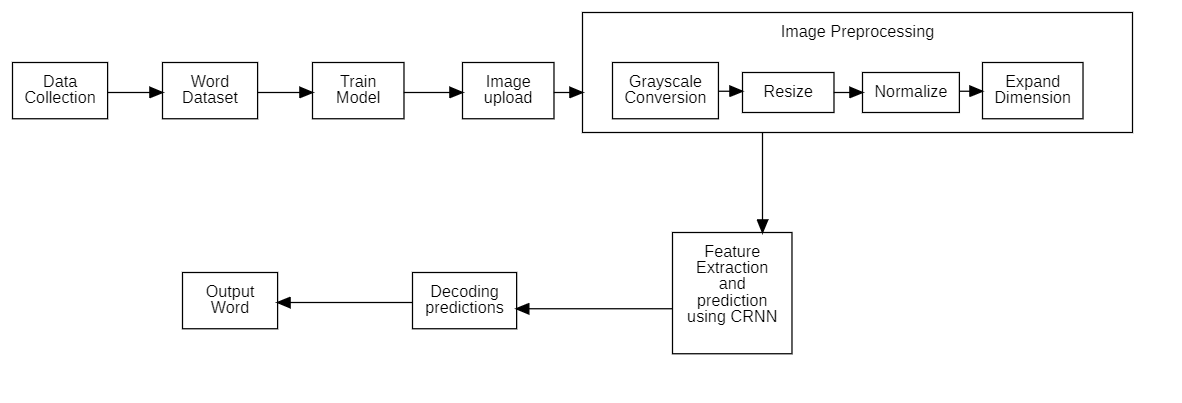 Image Preprocessing
Data
Collection
Word
Dataset
Train
Model
Image
upload
Grayscale
Conversion
Resize
Normalize
Expand
Dimension
Feature
Extraction
and
prediction
using CRNN
Decoding
predictions
Output
Word